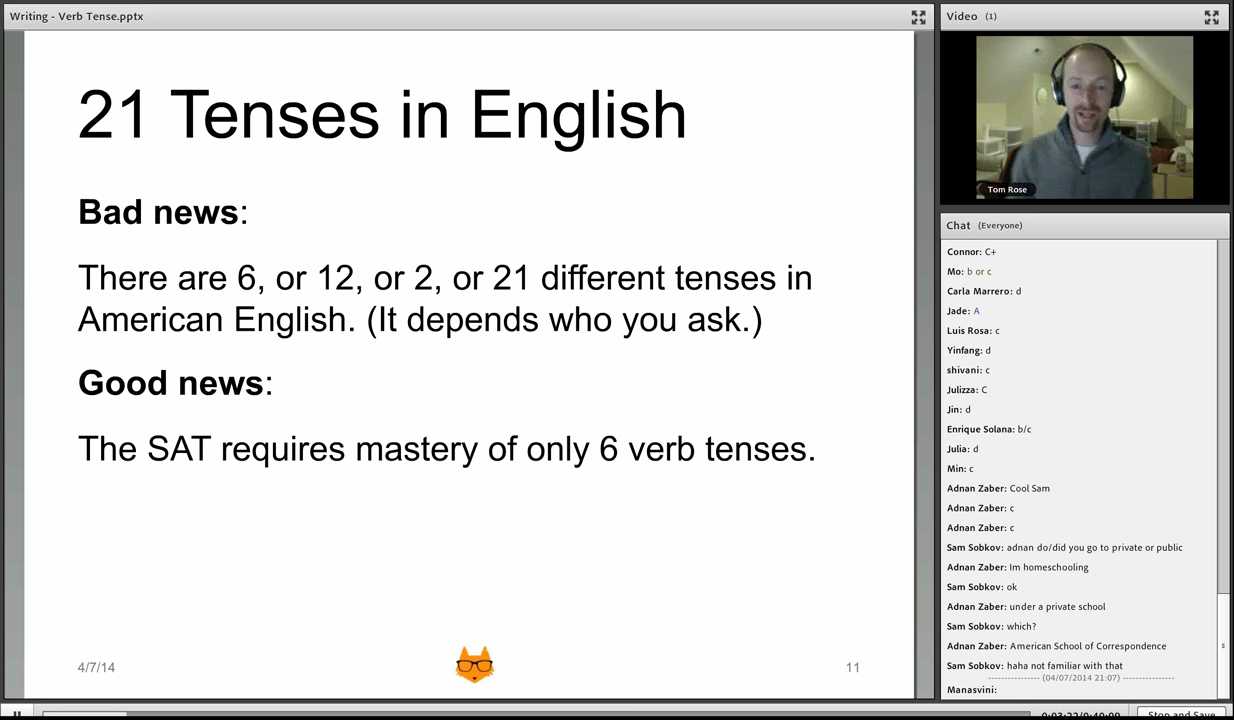 Writing - Verb Tense.pptx
21 Tenses in English
Bad news:
There are 6, or 12, or 2, or 21 different tenses in
American English. (It depends who you ask.)
Good news:
The SAT requires mastery of only 6 verb tenses.
4/7/14
11
Video (1)
Tom Rose
Chat (Everyone)
Connor: C+
Mo: b or c
Carla Marrero: d
Jade: A
Luis Rosa: c
Yinfang: d
shivani: c
Julizza: C
Jin: d
Enrique Solana: b/c
Julia: d
Min: c
Adnan Zaber: Cool Sam
Adnan Zaber: c
Adnan Zaber: c
Sam Sobkov: adnan do/did you go to private or public
Adnan Zaber: Im homeschooling
Sam Sobkov: ok
Adnan Zaber: under a private school
Sam Sobkov: which?
Adnan Zaber: American School of Correspondence
Sam Sobkov: haha not familiar with that
---------------- (04/07/2014 21:07) ----------------
Manasvini:
0:03:22/0:40:09
Stop and Save